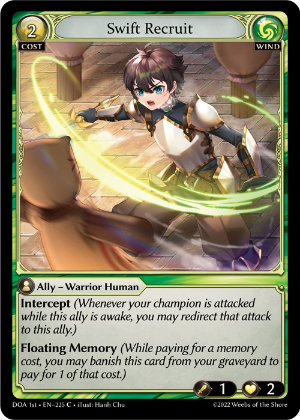 2
Swift Recruit
COST
WIND
Ally – Warrior Human
Intercept (Whenever your champion is attacked
while this ally is awake, you may redirect that attack
to this ally.)
Floating Memory (While paying for a memory
cost, you may banish this card from your graveyard to
pay for 1 of that cost.)
1
2
DOA 1st • EN–225 C • illust: Hanh Chu
©2022 Weebs of the Shore